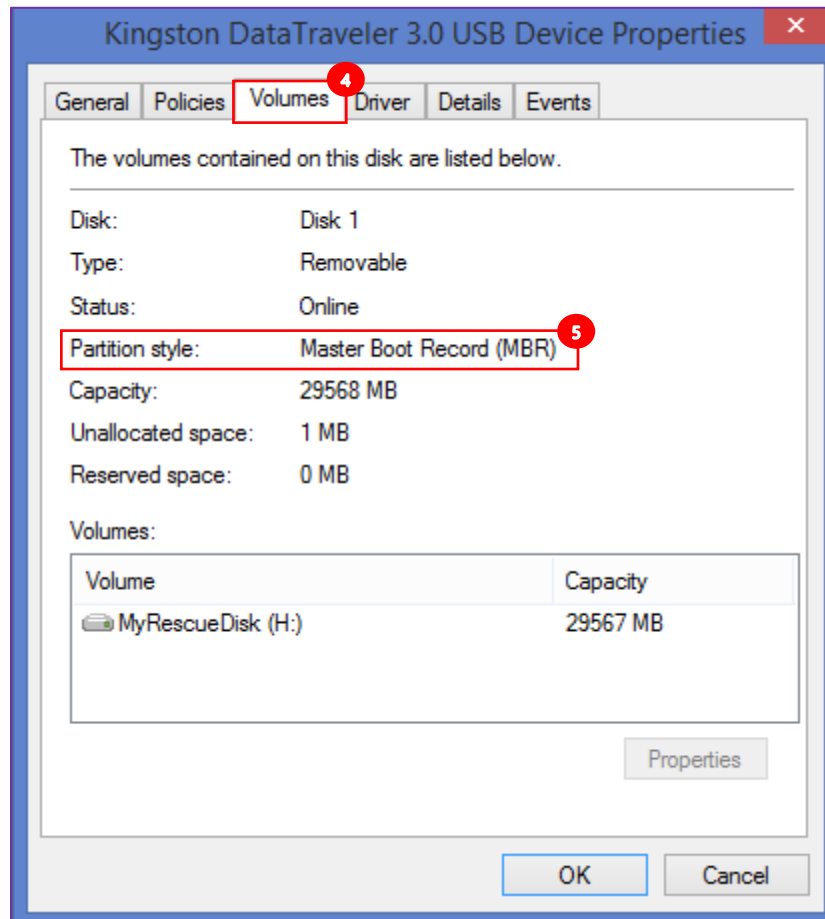 Kingston DataTraveler 3.0 USB Device Properties
4
General Policies Volumes Driver Details Events
The volumes contained on this disk are listed below.
Disk: Disk 1
Type: Removable
Status: Online
5
Partition style: Master Boot Record (MBR)
Capacity: 29568 MB
Unallocated space: 1 MB
Reserved space: 0 MB
Volumes:
Volume Capacity
MyRescueDisk (H:) 29567 MB
Properties
OK Cancel